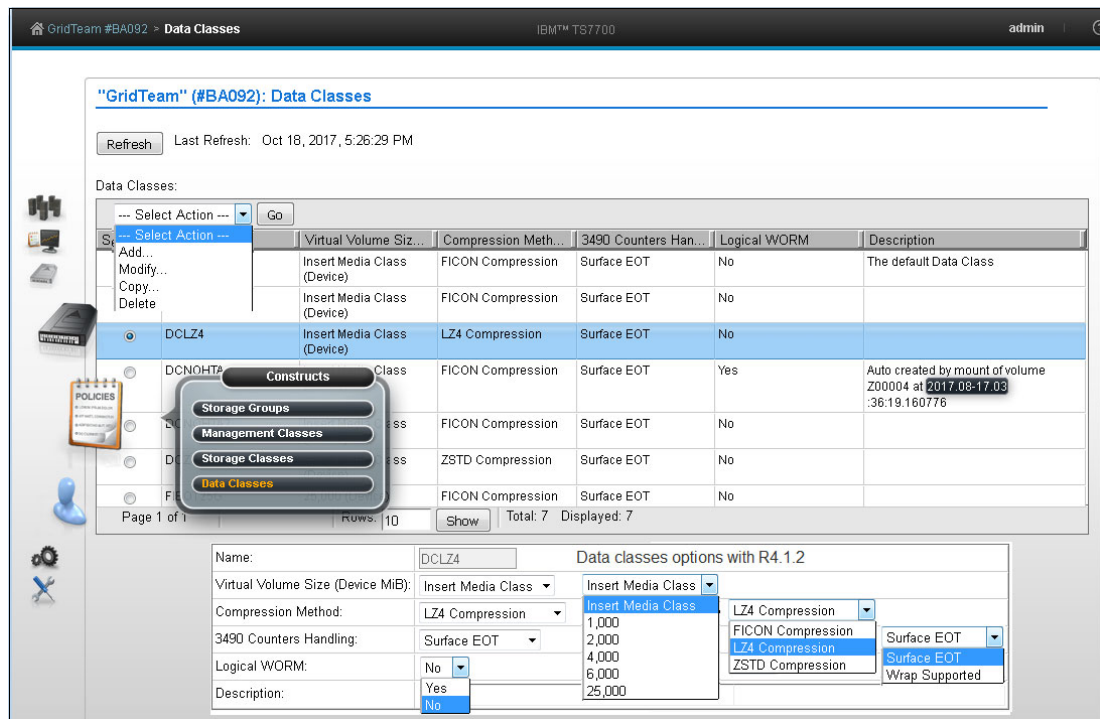 GridTeam #BA092 > Data Classes IBM™ TS7700 admin
"GridTeam" (#BA092): Data Classes
Refresh Last Refresh: Oct 18, 2017, 5:26:29 PM
Data Classes:
--- Select Action --- Go
--- Select Action ---
Add...
Modify...
Copy...
Delete
Virtual Volume Siz... Compression Meth... 3490 Counters Han... Logical WORM Description
Insert Media Class (Device) FICON Compression Surface EOT No The default Data Class
Insert Media Class (Device) FICON Compression Surface EOT No
DCLZ4 Insert Media Class (Device) LZ4 Compression Surface EOT No
DCNOHTA Class FICON Compression Surface EOT Yes Auto created by mount of volume
Z00004 at 2017.08-17.03
:36:19.160776
ss FICON Compression Surface EOT No
ss ZSTD Compression Surface EOT No
FICON Compression Surface EOT No
POLICIES
Constructs
Storage Groups
Management Classes
Storage Classes
Data Classes
Page 1 of 1 Rows: 10 Show Total: 7 Displayed: 7
Name: DCLZ4 Data classes options with R4.1.2
Virtual Volume Size (Device MiB): Insert Media Class Insert Media Class
Insert Media Class
1,000
2,000
4,000
6,000
25,000
Compression Method: LZ4 Compression LZ4 Compression
FICON Compression
LZ4 Compression
ZSTD Compression
3490 Counters Handling: Surface EOT Surface EOT
Surface EOT
Wrap Supported
Logical WORM: No
Yes
No
Description: